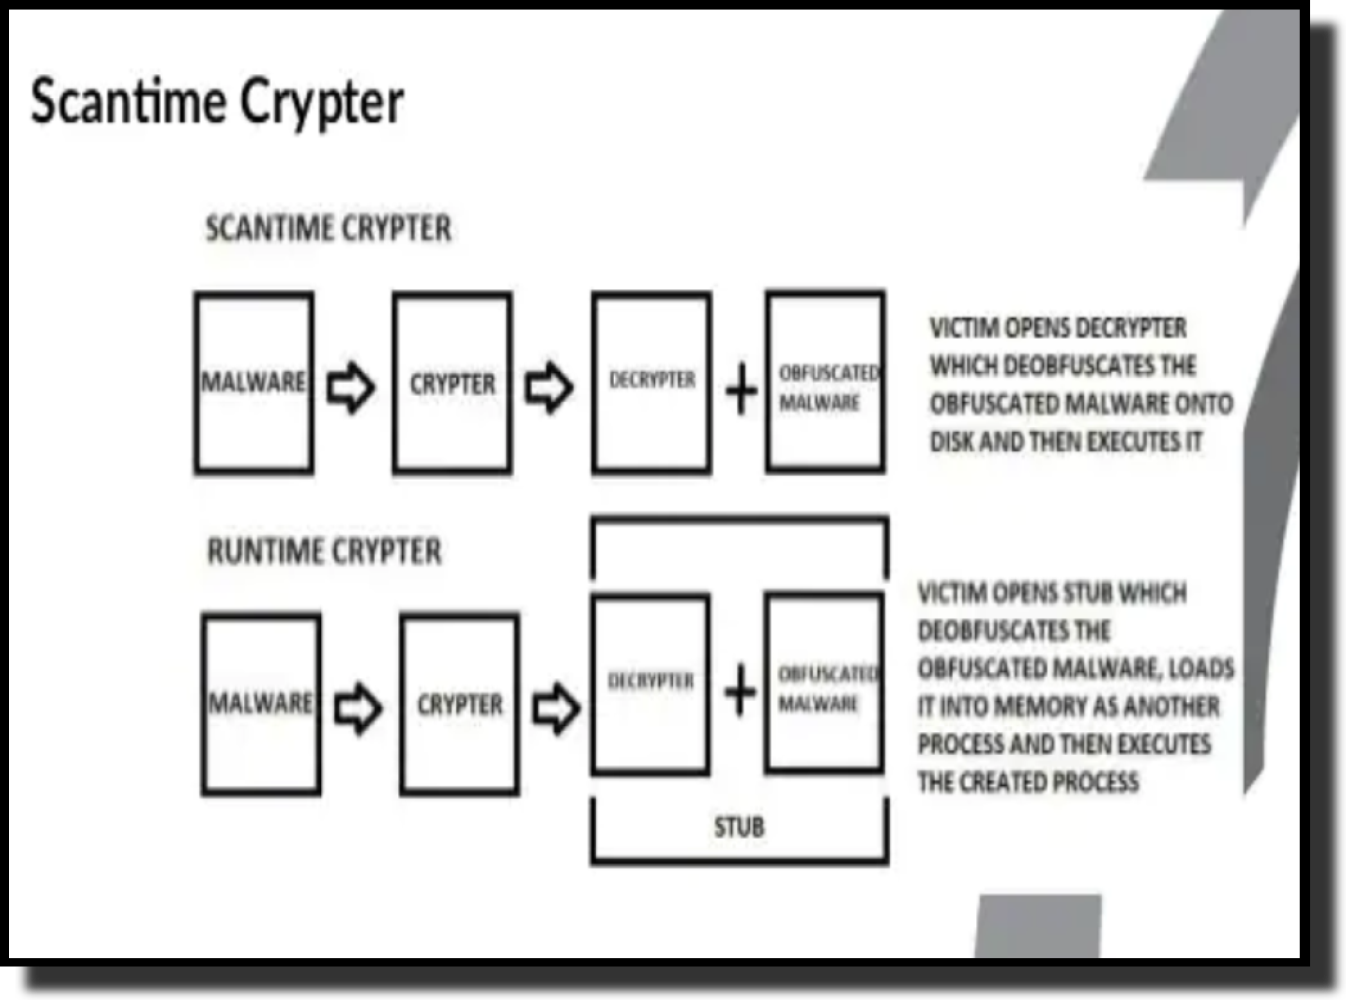 Scantime Crypter
SCANTIME CRYPTER
MALWARE
CRYPTER
DECRYPTER
+
OBFUSCATED
MALWARE
VICTIM OPENS DECRYPTER
WHICH DEOBFUSCATES THE
OBFUSCATED MALWARE ONTO
DISK AND THEN EXECUTES IT
RUNTIME CRYPTER
MALWARE
CRYPTER
DECRYPTER
+
OBFUSCATED
MALWARE
STUB
VICTIM OPENS STUB WHICH
DEOBFUSCATES THE
OBFUSCATED MALWARE, LOADS
IT INTO MEMORY AS ANOTHER
PROCESS AND THEN EXECUTES
THE CREATED PROCESS